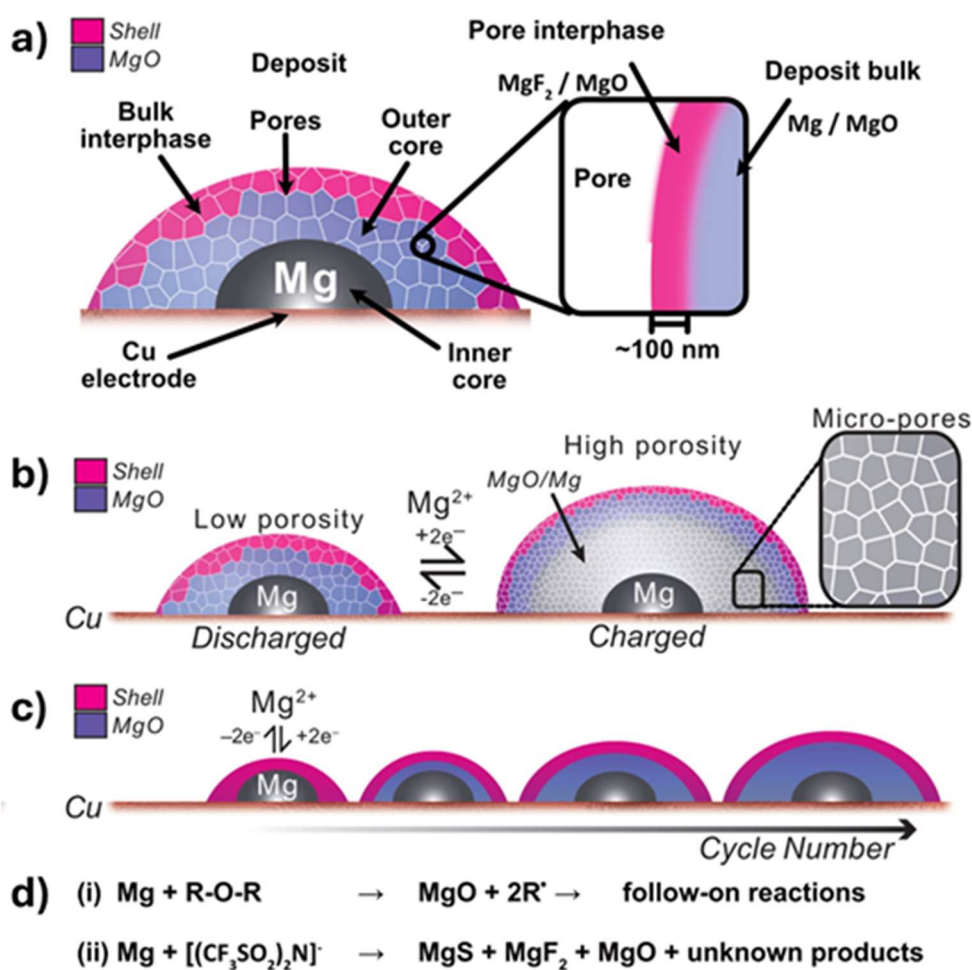 a)
Shell
MgO
Deposit
Bulk
interphase
Pores
Outer
core
Pore interphase
MgF₂ / MgO
Deposit bulk
Mg / MgO
Pore
Mg
~100 nm
Cu
electrode
Inner
core
b)
Shell
MgO
Low porosity
Mg²⁺
+2e⁻
-2e⁻
High porosity
MgO/Mg
Micro-pores
Mg
Mg
Cu
Discharged
Charged
c)
Shell
MgO
Mg²⁺
–2e⁻ +2e⁻
Mg
Cu
Cycle Number
d) (i) Mg + R-O-R → MgO + 2R• → follow-on reactions
(ii) Mg + [(CF₃SO₂)₂N]⁻ → MgS + MgF₂ + MgO + unknown products